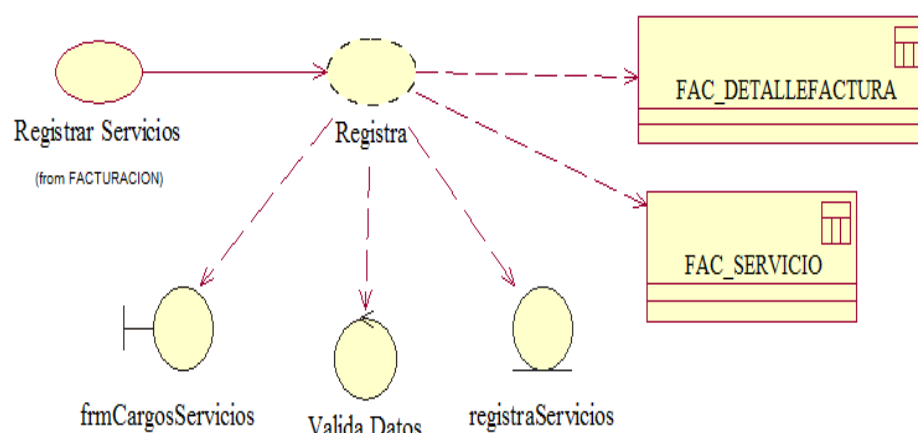 FAC_DETALLEFACTURA
Registrar Servicios
Registra
(from FACTURACION)
FAC_SERVICIO
frmCargosServicios
Valida Datos
registraServicios